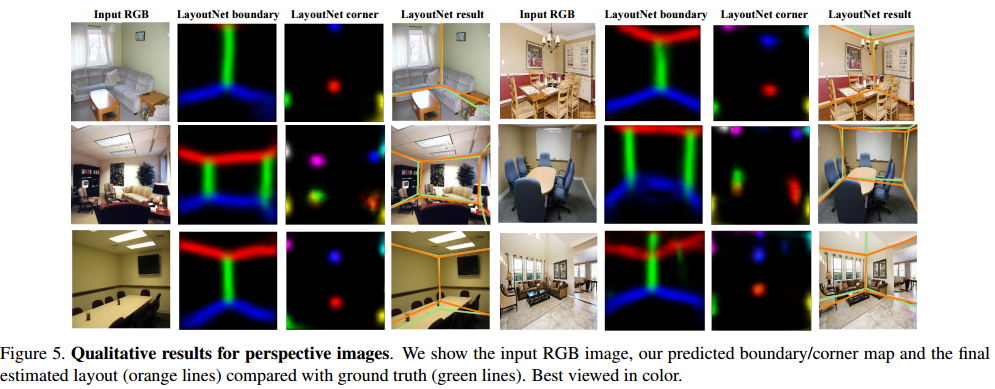 Input RGB LayoutNet boundary LayoutNet corner LayoutNet result Input RGB LayoutNet boundary LayoutNet corner LayoutNet result
Figure 5. Qualitative results for perspective images. We show the input RGB image, our predicted boundary/corner map and the final
estimated layout (orange lines) compared with ground truth (green lines). Best viewed in color.